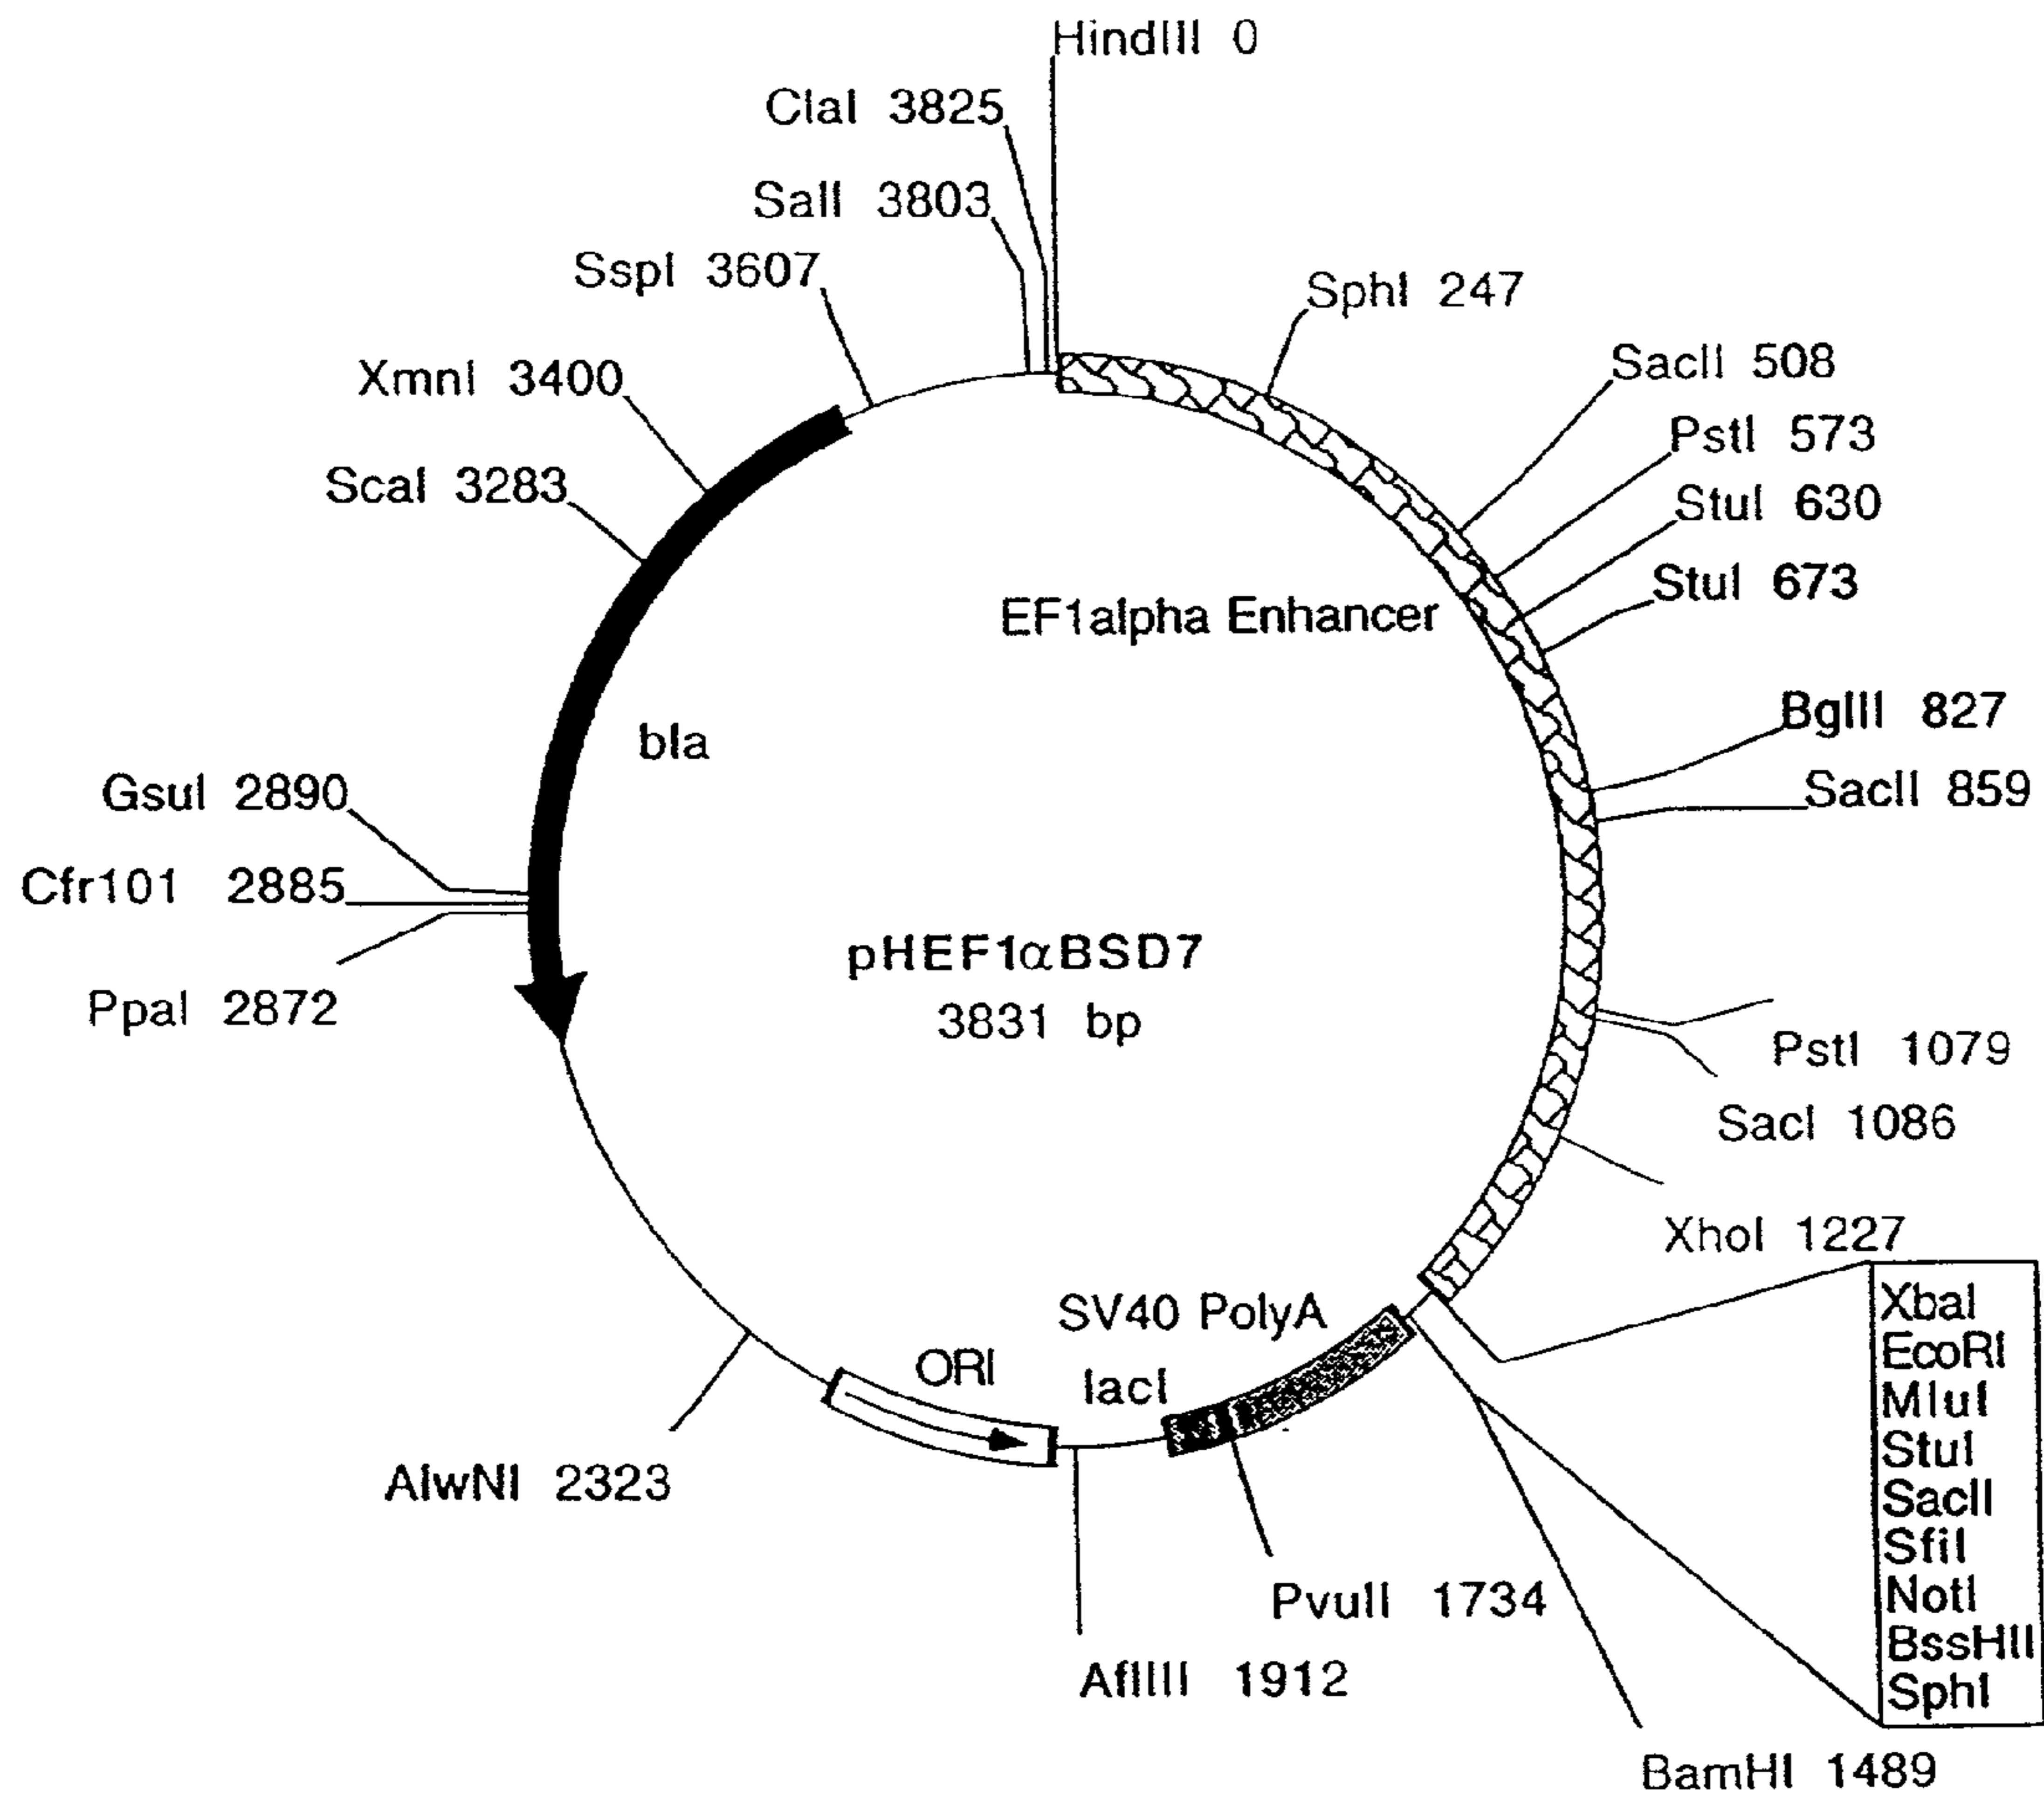 HindIII 0
ClaI 3825
SalI 3803
SspI 3607
SphI 247
XmnI 3400
SacII 508
PstI 573
ScaI 3283
StuI 630
StuI 673
EF1alpha Enhancer
BglII 827
bla
GsuI 2890
SacII 859
Cfr101 2885
pHEF1αBSD7
PpaI 2872
3831 bp
PstI 1079
SacI 1086
XhoI 1227
SV40 PolyA
XbaI
EcoRI
ORI
lacI
MluI
StuI
AlwNI 2323
SacII
SfiI
PvuII 1734
NotI
BssHII
AflIII 1912
SphI
BamHI 1489